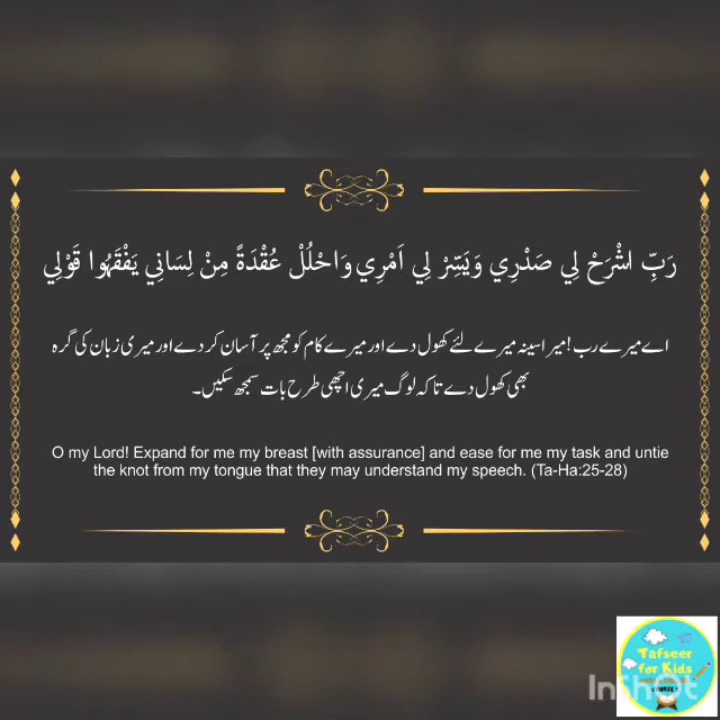 رَبِّ اشْرَحْ لِي صَدْرِي وَيَسِّرْ لِي اَمْرِي وَاحْلُلْ عُقْدَةً مِنْ لِسَانِي يَفْقَهُوا قَوْلِي
اے میرے رب! میرا سینہ میرے لئے کھول دے اور میرے کام کو مجھ پر آسان کر دے اور میری زبان کی گرہ
بھی کھول دے تاکہ لوگ میری اچھی طرح بات سمجھ سکیں۔
O my Lord! Expand for me my breast [with assurance] and ease for me my task and untie
the knot from my tongue that they may understand my speech. (Ta-Ha:25-28)
Tafseer
for Kids
InShot